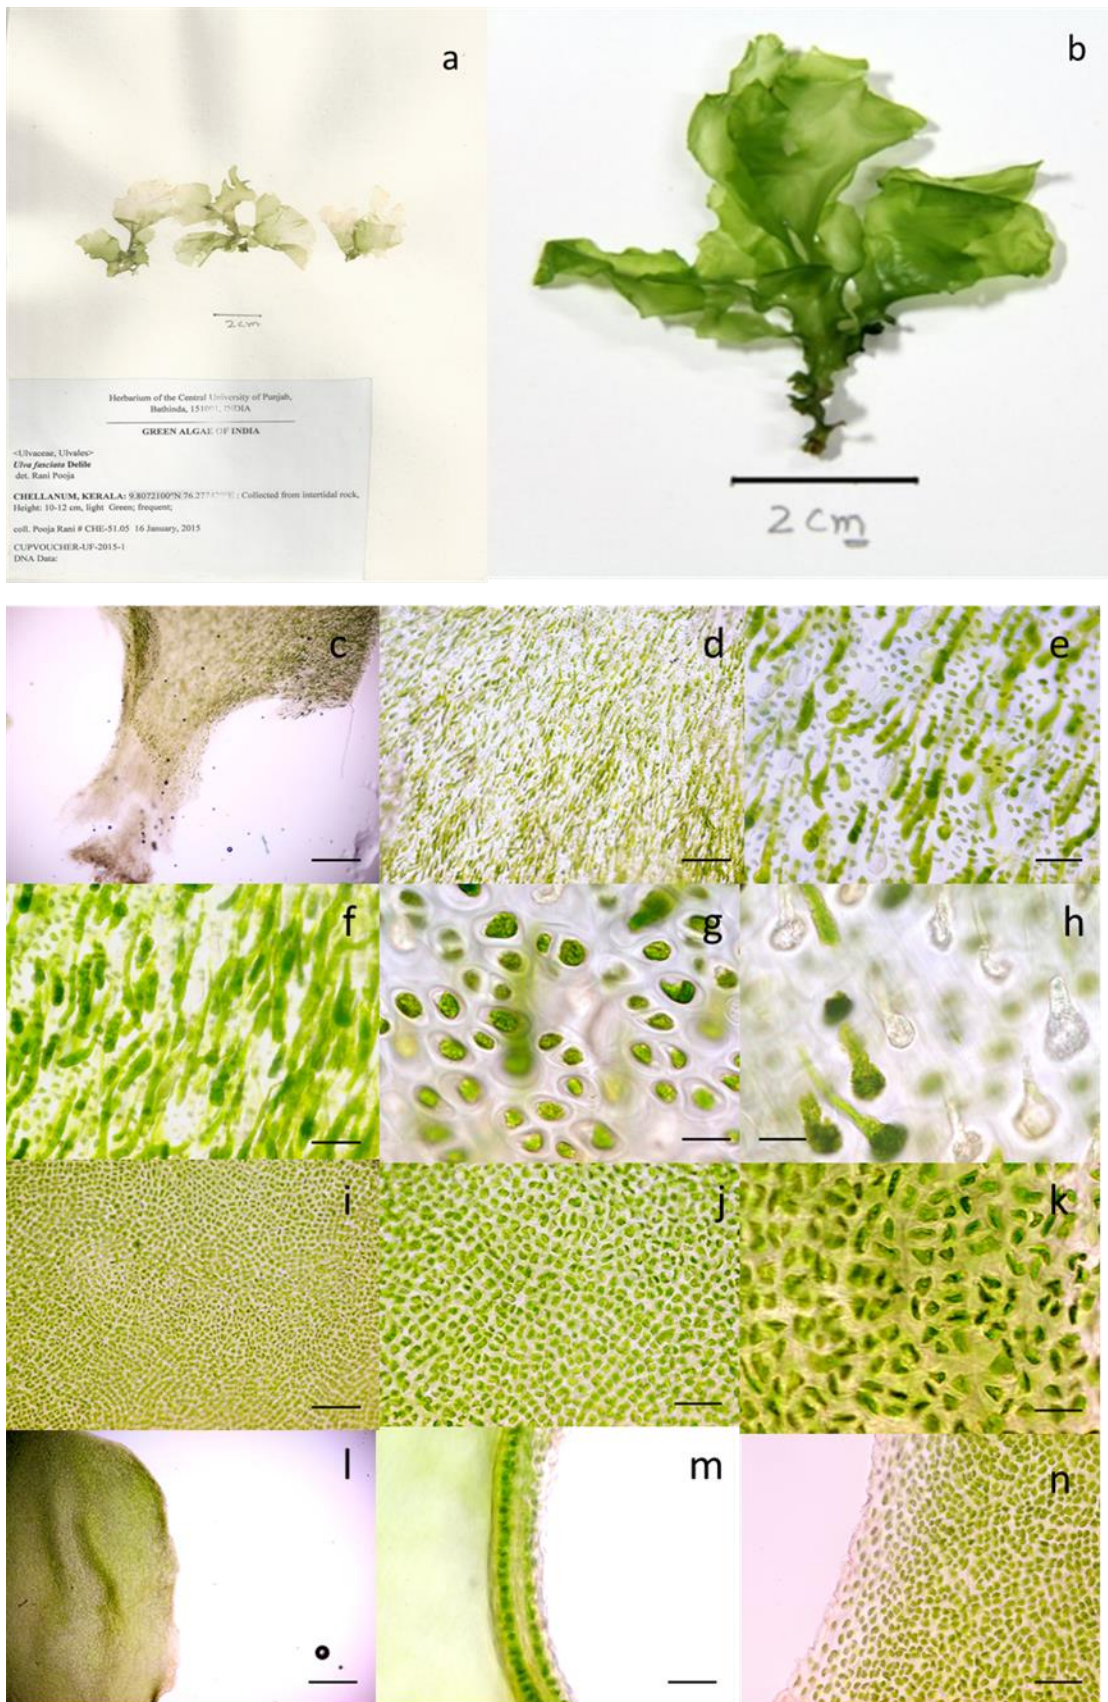 a
b
2 cm
Herbarium of the Central University of Punjab,
Bathinda, INDIA
GREEN ALGAE OF INDIA
<Ulvaceae, Ulvales>
Ulva fasciata Delile
det. Rani Pooja
CHELLANUM, KERALA: 9.8072100°N : Collected from intertidal rock,
Height: 10-12 cm, light Green; frequent;
coll. Pooja Rani # CHE-51.05 16 January, 2015
CUPVOUCHER-UF-2015-1
DNA Data:
2 cm
c
d
e
f
g
h
i
j
k
l
m
n